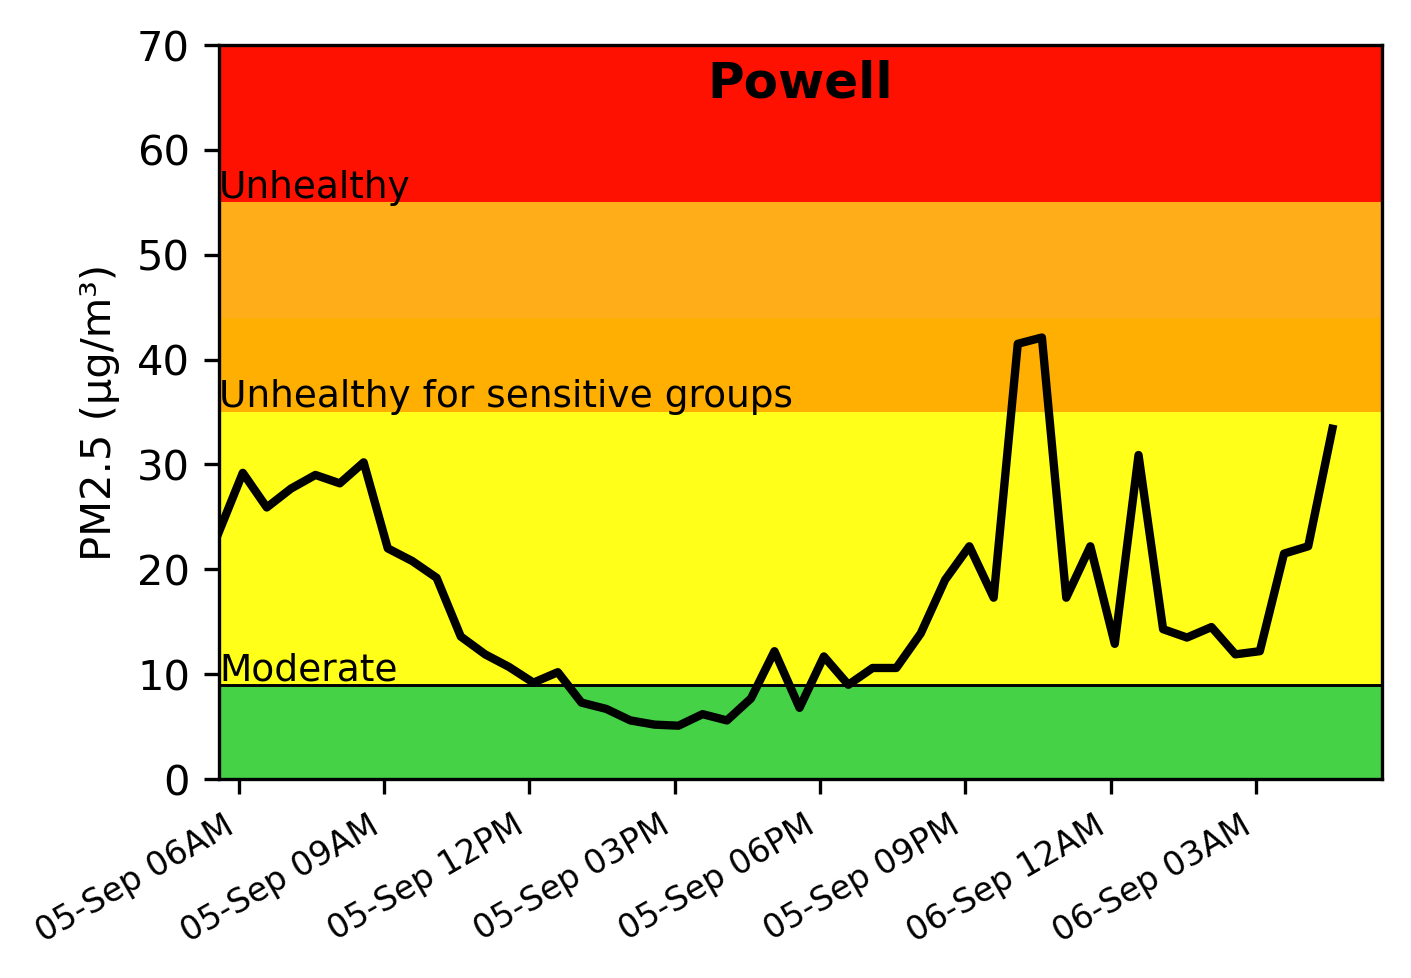 Powell
70
60
50
40
30
20
10
0
PM2.5 (µg/m³)
Unhealthy
Unhealthy for sensitive groups
Moderate
05-Sep 06AM
05-Sep 09AM
05-Sep 12PM
05-Sep 03PM
05-Sep 06PM
05-Sep 09PM
06-Sep 12AM
06-Sep 03AM